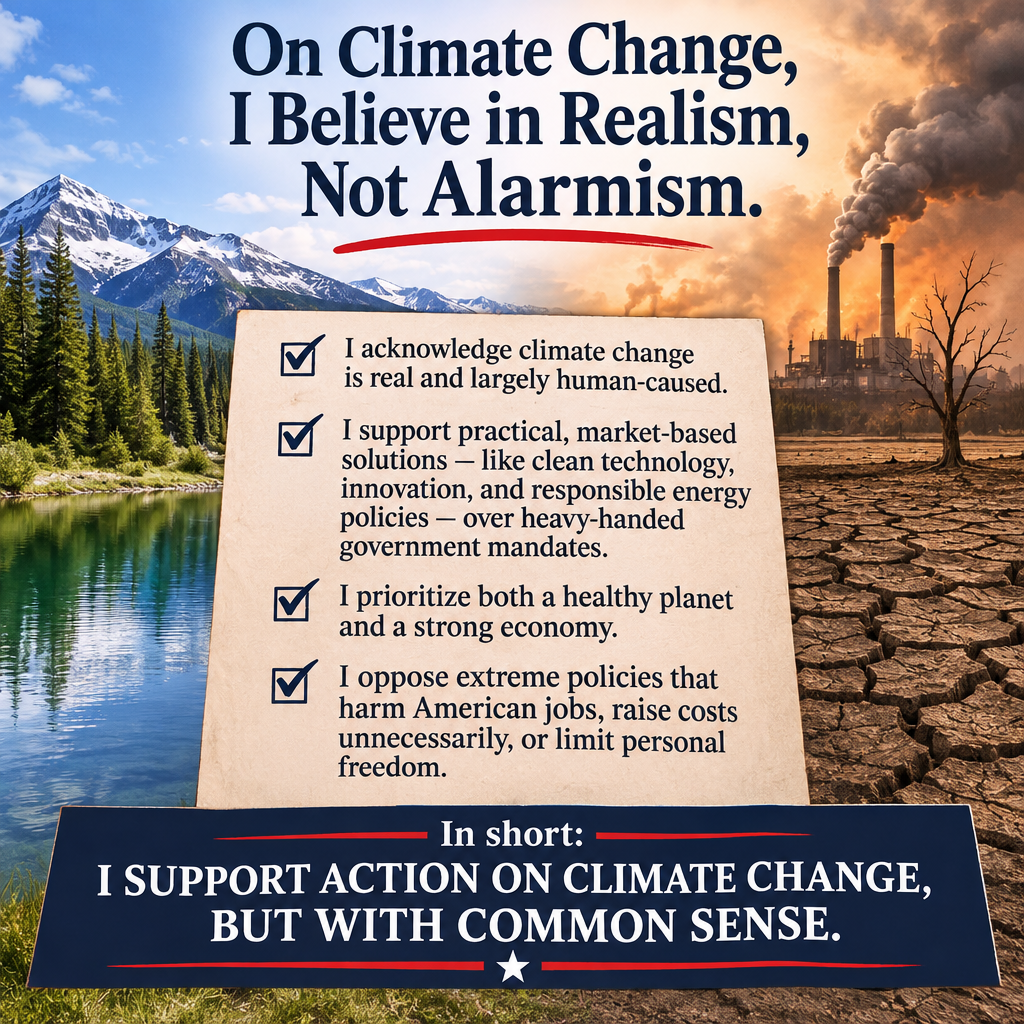 On Climate Change,
I Believe in Realism,
Not Alarmism.
I acknowledge climate change
is real and largely human-caused.
I support practical, market-based
solutions — like clean technology,
innovation, and responsible energy
policies — over heavy-handed
government mandates.
I prioritize both a healthy planet
and a strong economy.
I oppose extreme policies that
harm American jobs, raise costs
unnecessarily, or limit personal
freedom.
In short:
I SUPPORT ACTION ON CLIMATE CHANGE,
BUT WITH COMMON SENSE.